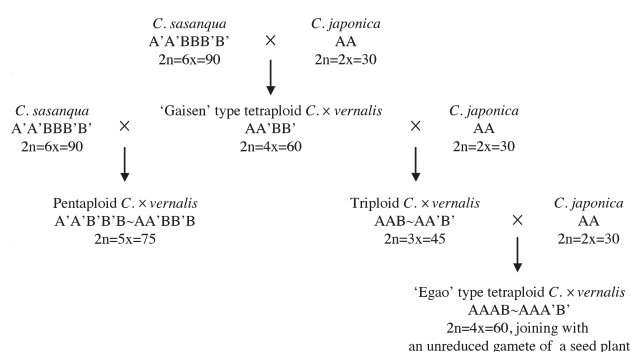 C. sasanqua × C. japonica
A’A’BBB’B’ AA
2n=6x=90 2n=2x=30
C. sasanqua ‘Gaisen’ type tetraploid C. × vernalis C. japonica
A’A’BBB’B’ × AA’BB’ × AA
2n=6x=90 2n=4x=60 2n=2x=30
Pentaploid C. × vernalis Triploid C. × vernalis C. japonica
A’A’B’B’B~AA’BB’B AAB~AA’B’ × AA
2n=5x=75 2n=3x=45 2n=2x=30
‘Egao’ type tetraploid C. × vernalis
AAAB~AAA’B’
2n=4x=60, joining with
an unreduced gamete of a seed plant